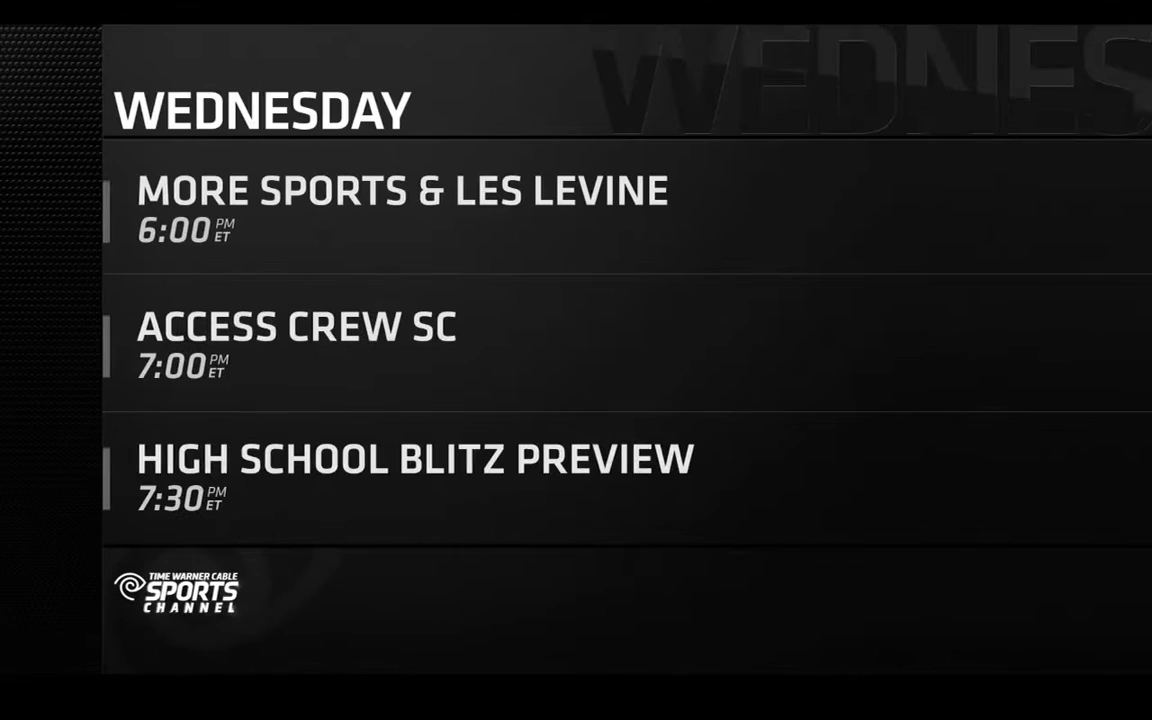 WEDNES
WEDNESDAY
MORE SPORTS & LES LEVINE
6:00 PM ET
ACCESS CREW SC
7:00 PM ET
HIGH SCHOOL BLITZ PREVIEW
7:30 PM ET
TIME WARNER CABLE
SPORTS
CHANNEL